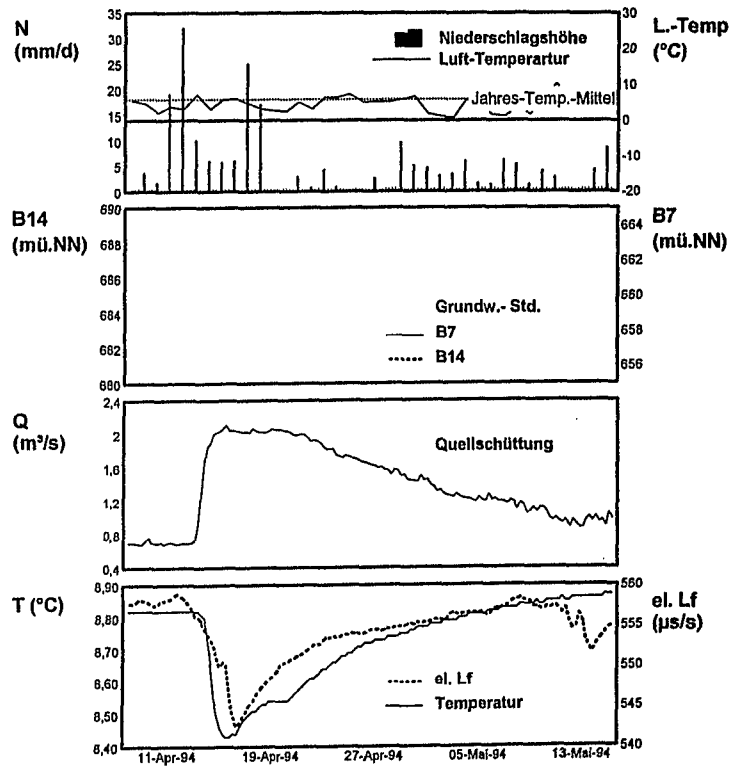 N
(mm/d)
35
30
25
20
15
10
5
0
Niederschlagshöhe
Luft-Temperartur
Jahres-Temp.-Mittel
30
20
10
0
-10
-20
L.-Temp
(°C)
B14
(mü.NN)
690
688
686
684
682
680
Grundw.- Std.
B7
B14
664
662
660
658
656
B7
(mü.NN)
Q
(m³/s)
2,4
2
1,6
1,2
0,8
0,4
Quellschüttung
T (°C)
8,90
8,80
8,70
8,60
8,50
8,40
el. Lf
Temperatur
560
555
550
545
540
el. Lf
(µs/s)
11-Apr-94
19-Apr-94
27-Apr-94
05-Mai-94
13-Mai-94